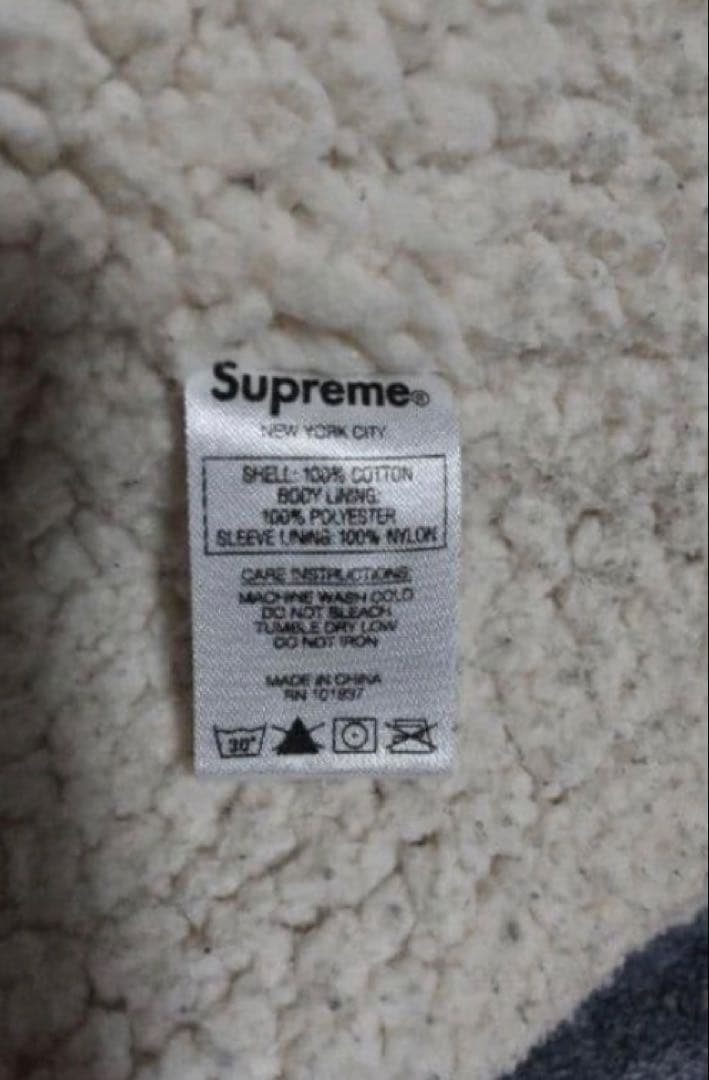 Supreme®
NEW YORK CITY
SHELL: 100% COTTON
BODY LINING:
100% POLYESTER
SLEEVE LINING: 100% NYLON
CARE INSTRUCTIONS:
MACHINE WASH COLD
DO NOT BLEACH
TUMBLE DRY LOW
DO NOT IRON
MADE IN CHINA
RN 101837
30°